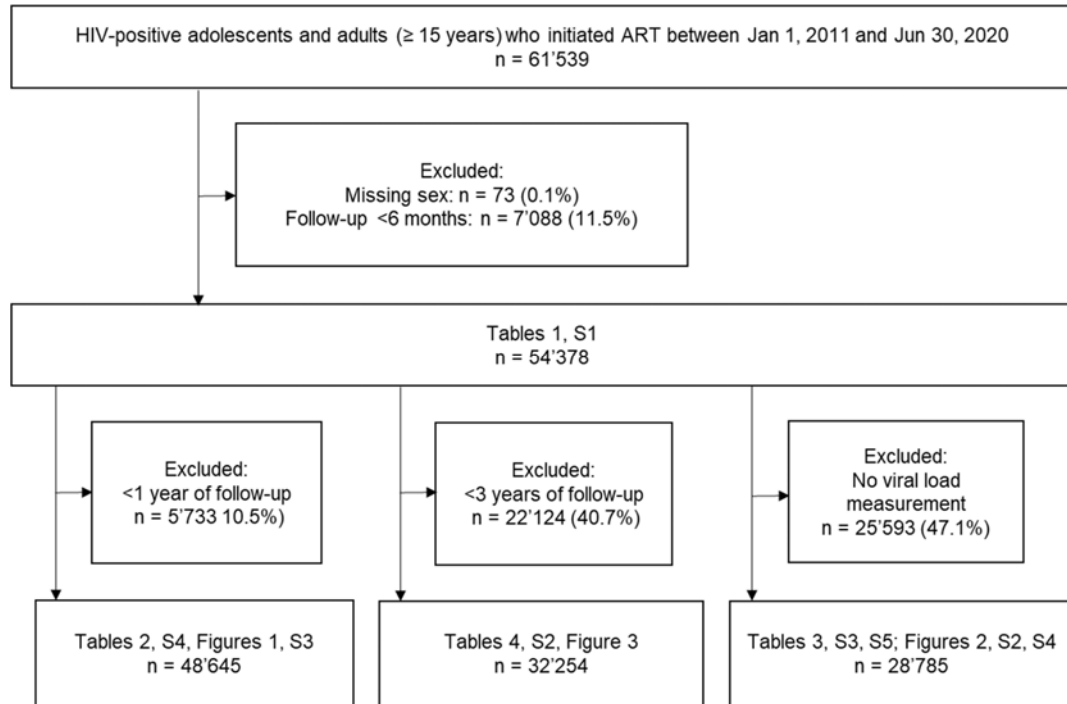 HIV-positive adolescents and adults (≥ 15 years) who initiated ART between Jan 1, 2011 and Jun 30, 2020
n = 61'539
Excluded:
Missing sex: n = 73 (0.1%)
Follow-up <6 months: n = 7'088 (11.5%)
Tables 1, S1
n = 54'378
Excluded:
<1 year of follow-up
n = 5'733 10.5%)
Excluded:
<3 years of follow-up
n = 22'124 (40.7%)
Excluded:
No viral load
measurement
n = 25'593 (47.1%)
Tables 2, S4, Figures 1, S3
n = 48'645
Tables 4, S2, Figure 3
n = 32'254
Tables 3, S3, S5; Figures 2, S2, S4
n = 28'785